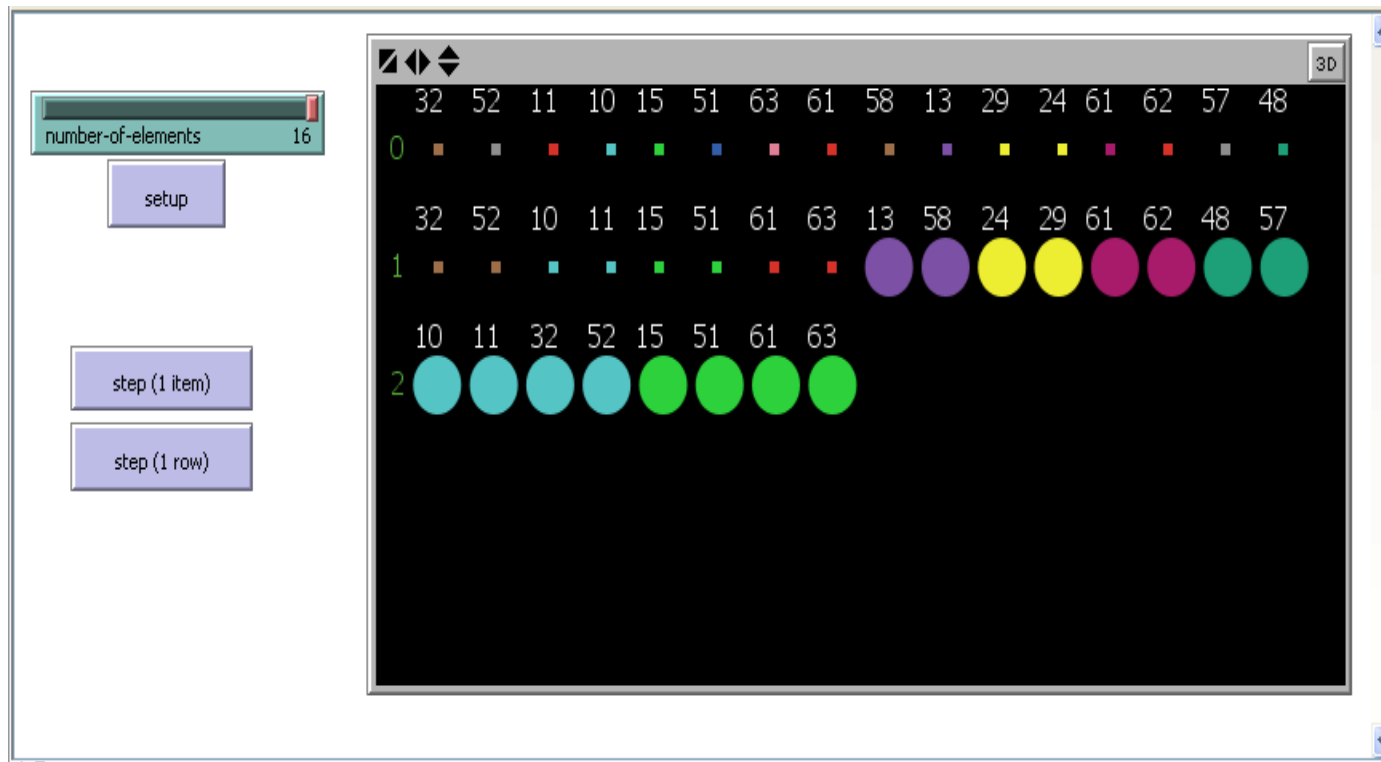 3D
32 52 11 10 15 51 63 61 58 13 29 24 61 62 57 48
number-of-elements 16
0
setup
32 52 10 11 15 51 61 63 13 58 24 29 61 62 48 57
1
10 11 32 52 15 51 61 63
step (1 item)
2
step (1 row)